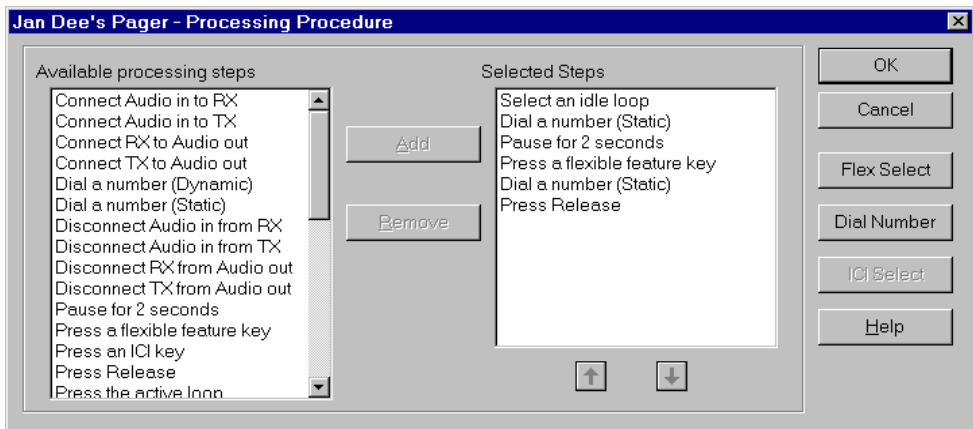 Jan Dee's Pager - Processing Procedure
Available processing steps
Connect Audio in to RX
Connect Audio in to TX
Connect RX to Audio out
Connect TX to Audio out
Dial a number (Dynamic)
Dial a number (Static)
Disconnect Audio in from RX
Disconnect Audio in from TX
Disconnect RX from Audio out
Disconnect TX from Audio out
Pause for 2 seconds
Press a flexible feature key
Press an ICI key
Press Release
Press the active loop
Add
Remove
Selected Steps
Select an idle loop
Dial a number (Static)
Pause for 2 seconds
Press a flexible feature key
Dial a number (Static)
Press Release
OK
Cancel
Flex Select
Dial Number
ICI Select
Help